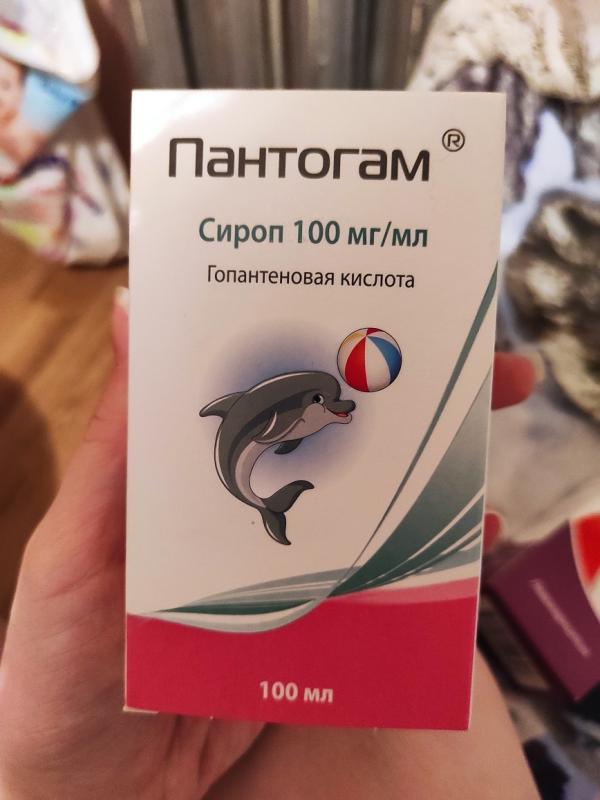 Пантогам ®
Сироп 100 мг/мл
Гопантеновая кислота
100 мл